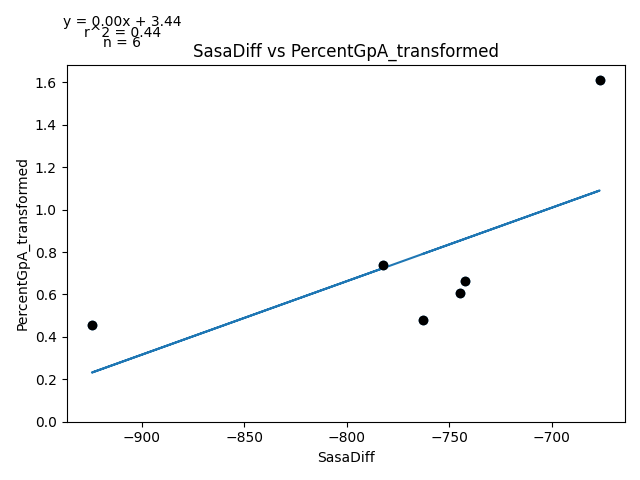 y = 0.00x + 3.44
r^2 = 0.44
n = 6
SasaDiff vs PercentGpA_transformed
1.6
1.4
1.2
1.0
0.8
0.6
0.4
0.2
0.0
PercentGpA_transformed
−900
−850
−800
−750
−700
SasaDiff